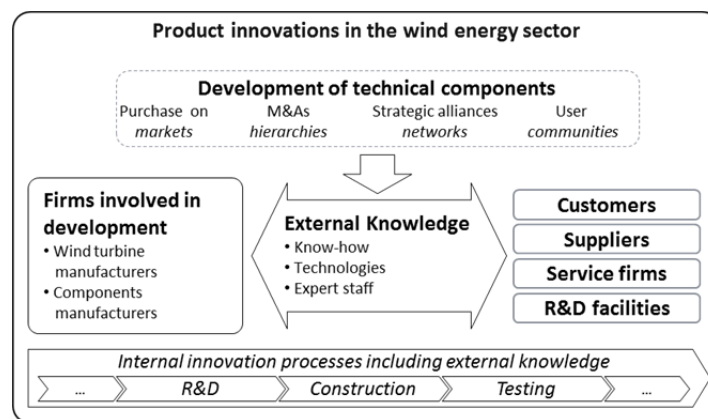 Product innovations in the wind energy sector
Development of technical components
Purchase on M&As Strategic alliances User
markets hierarchies networks communities
Firms involved in
development
• Wind turbine
manufacturers
• Components
manufacturers
External Knowledge
• Know-how
• Technologies
• Expert staff
Customers
Suppliers
Service firms
R&D facilities
Internal innovation processes including external knowledge
... R&D Construction Testing ...